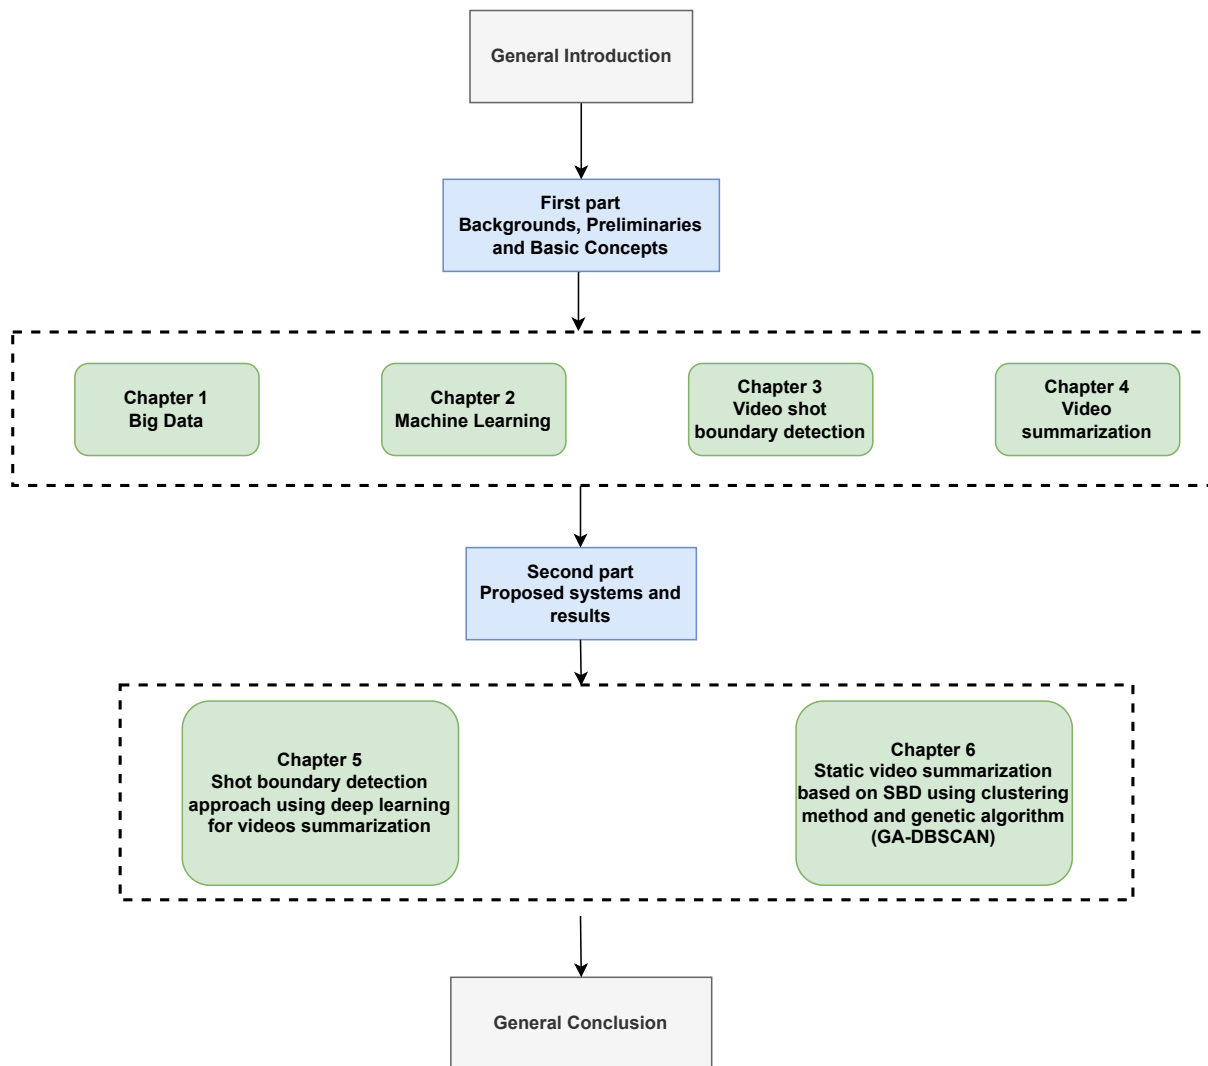 General Introduction
First part
Backgrounds, Preliminaries
and Basic Concepts
Chapter 1
Big Data
Chapter 2
Machine Learning
Chapter 3
Video shot
boundary detection
Chapter 4
Video
summarization
Second part
Proposed systems and
results
Chapter 5
Shot boundary detection
approach using deep learning
for videos summarization
Chapter 6
Static video summarization
based on SBD using clustering
method and genetic algorithm
(GA-DBSCAN)
General Conclusion